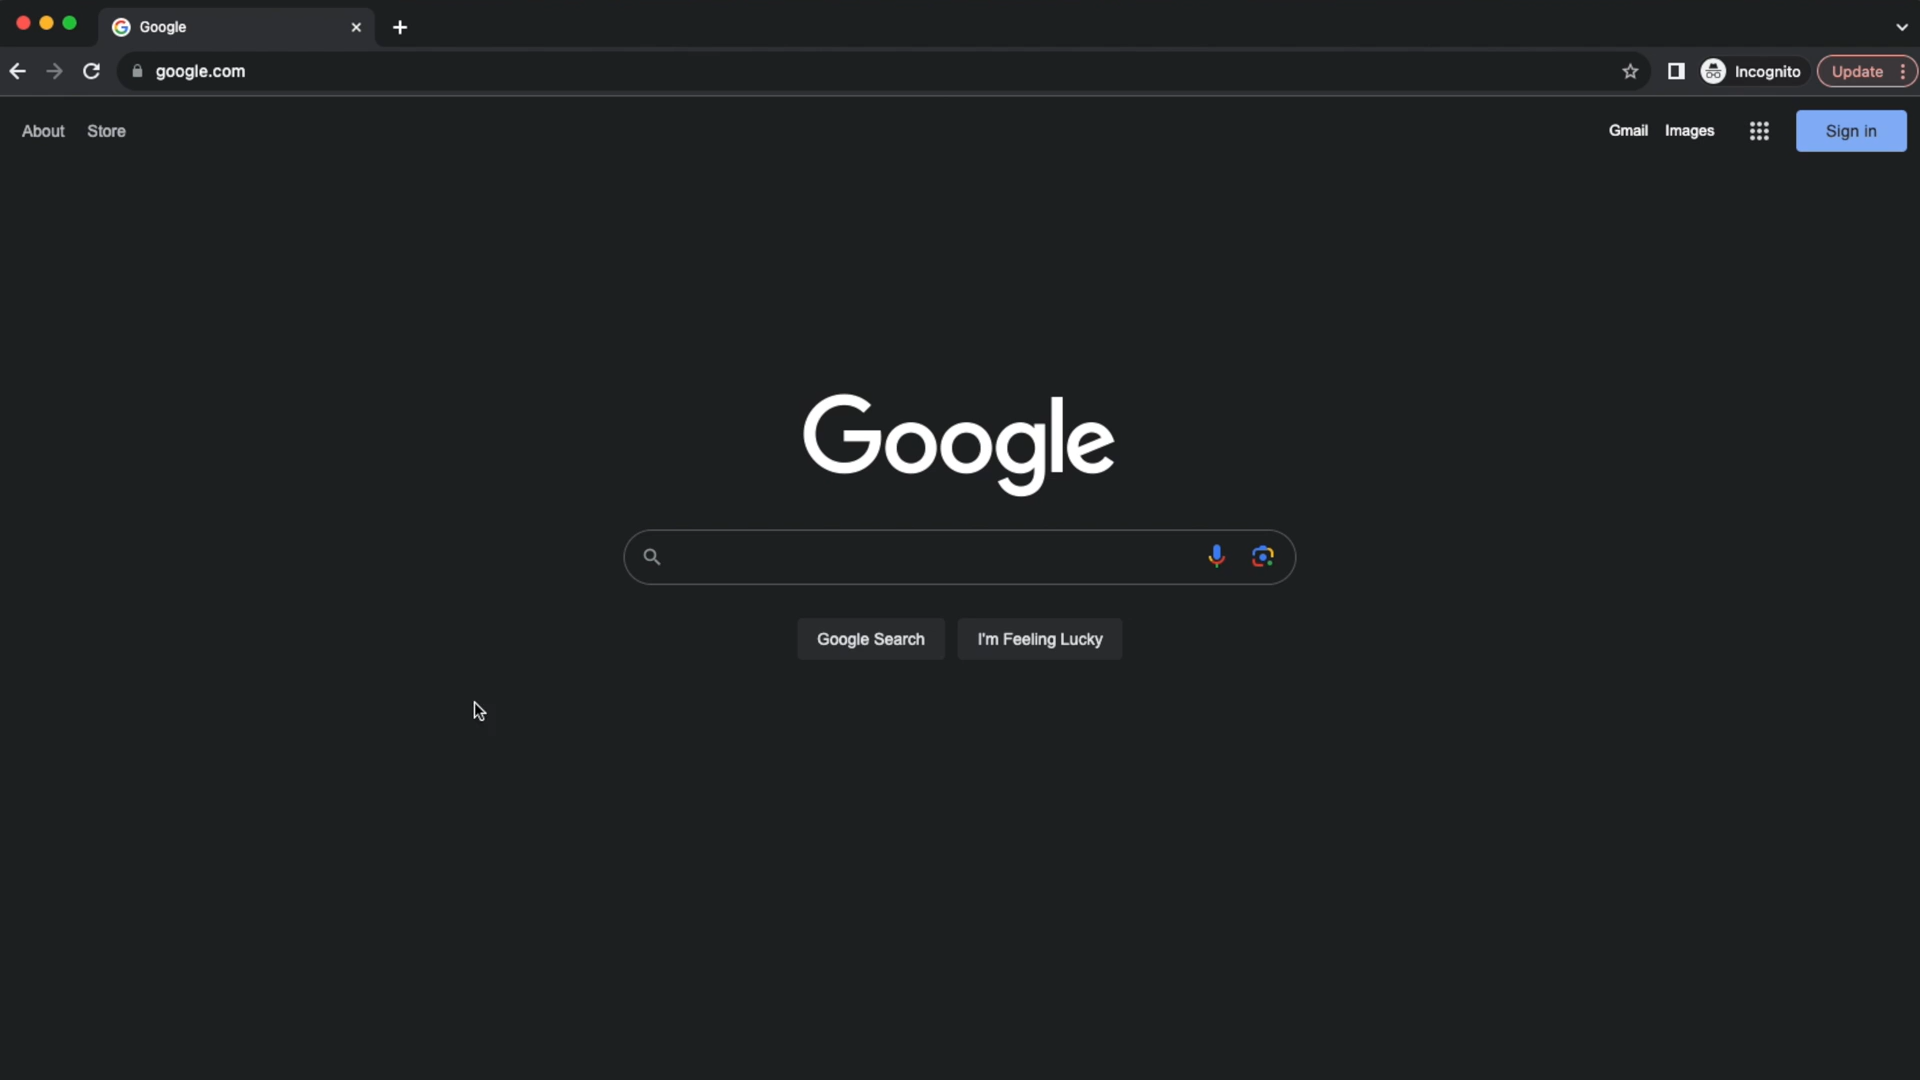 Google
google.com
Incognito
Update
About Store
Gmail Images
Sign in
Google
Google Search
I'm Feeling Lucky